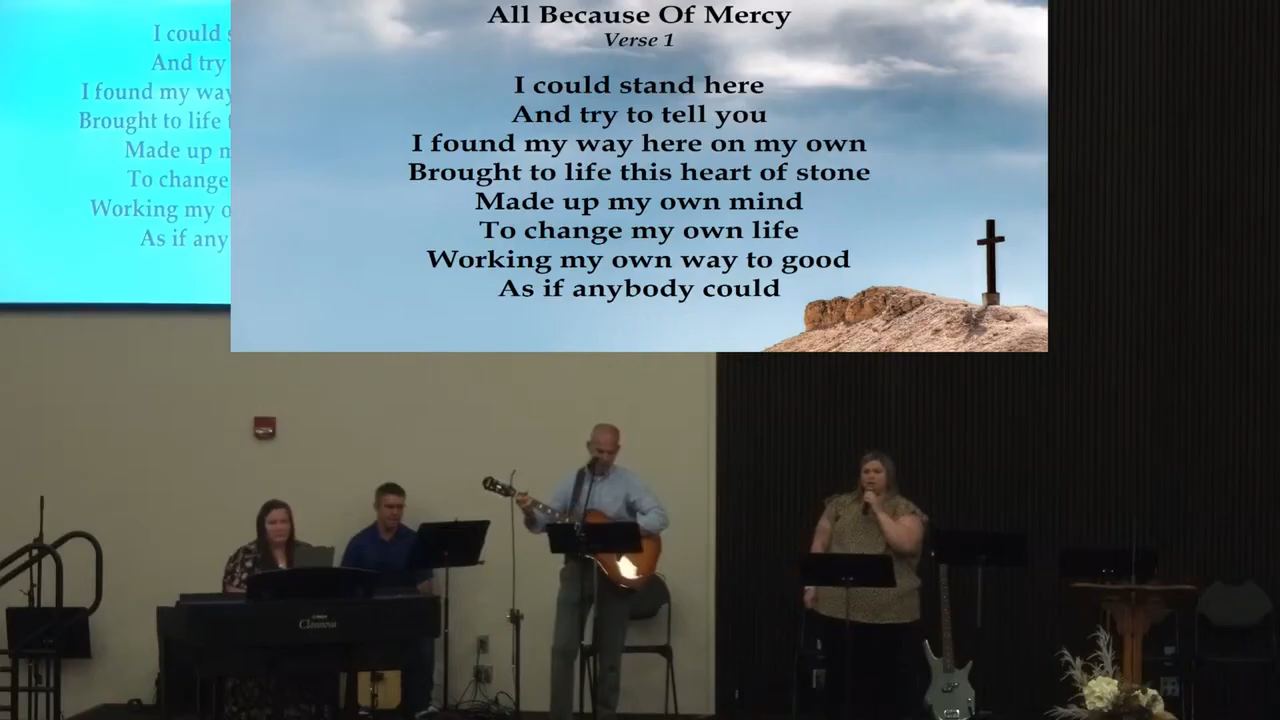 All Because Of Mercy
Verse 1
I could stand here
And try to tell you
I found my way here on my own
Brought to life this heart of stone
Made up my own mind
To change my own life
Working my own way to good
As if anybody could
I could
And try
I found my way
Brought to life
Made up
To change
Working my
As if any
Clavinova